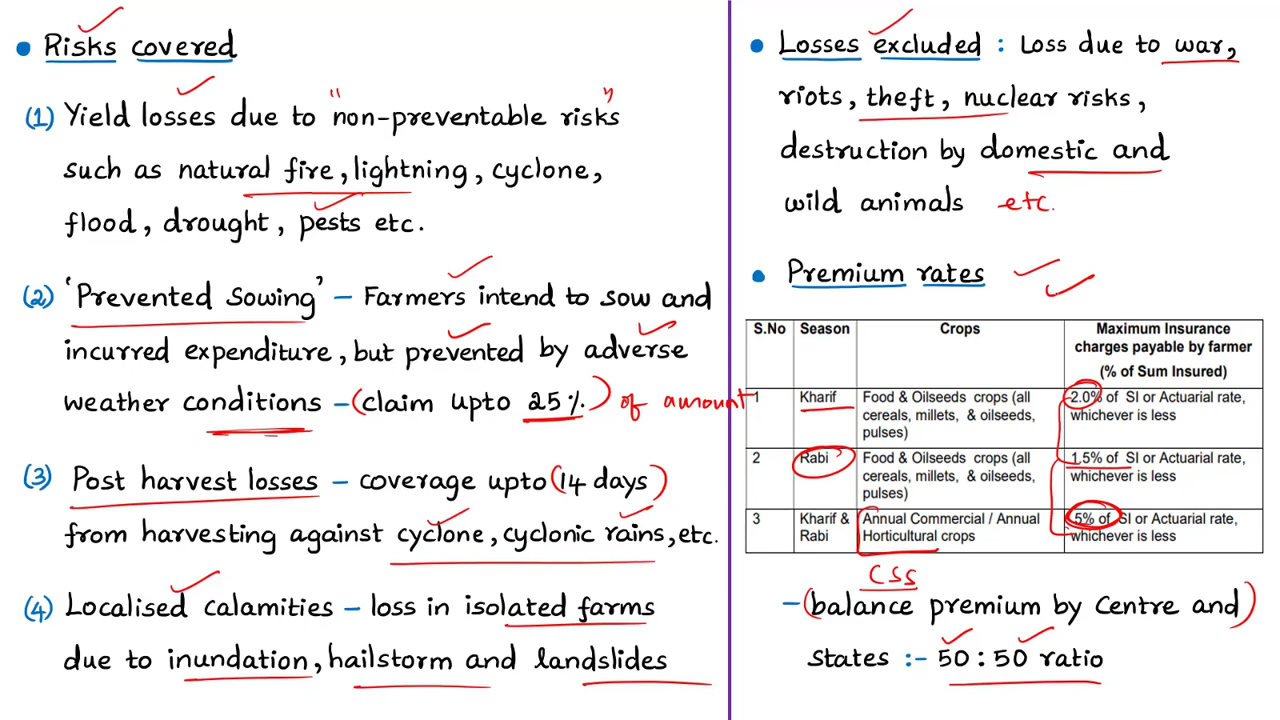 • Risks covered
(1) Yield losses due to "non-preventable risks"
such as natural fire, lightning, cyclone,
flood, drought, pests etc.
(2) 'Prevented Sowing' – Farmers intend to sow and
incurred expenditure, but prevented by adverse
weather conditions – (claim upto 25%.) of amount
(3) Post harvest losses – coverage upto (14 days)
from harvesting against cyclone, cyclonic rains, etc.
(4) Localised calamities – loss in isolated farms
due to inundation, hailstorm and landslides
• Losses excluded : Loss due to war,
riots, theft, nuclear risks,
destruction by domestic and
wild animals etc.
• Premium rates
S.No Season Crops Maximum Insurance
charges payable by farmer
(% of Sum Insured)
1 Kharif Food & Oilseeds crops (all 2.0% of SI or Actuarial rate,
cereals, millets, & oilseeds, whichever is less
pulses)
2 Rabi Food & Oilseeds crops (all 1.5% of SI or Actuarial rate,
cereals, millets, & oilseeds, whichever is less
pulses)
3 Kharif & Annual Commercial / Annual 5% of SI or Actuarial rate,
Rabi Horticultural crops whichever is less
CSS
– (balance premium by Centre and)
States :- 50 : 50 ratio